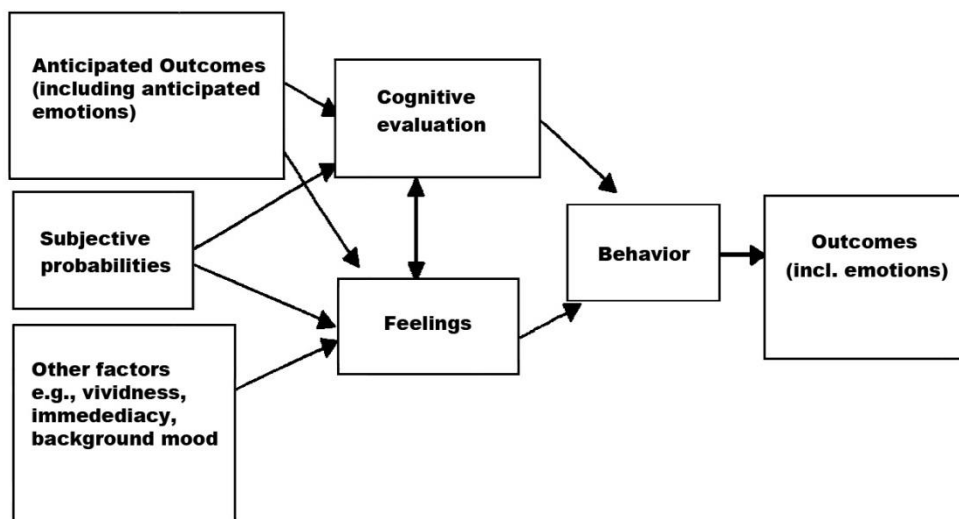 Anticipated Outcomes
(including anticipated
emotions)
Cognitive
evaluation
Subjective
probabilities
Behavior
Outcomes
(incl. emotions)
Feelings
Other factors
e.g., vividness,
immedediacy,
background mood